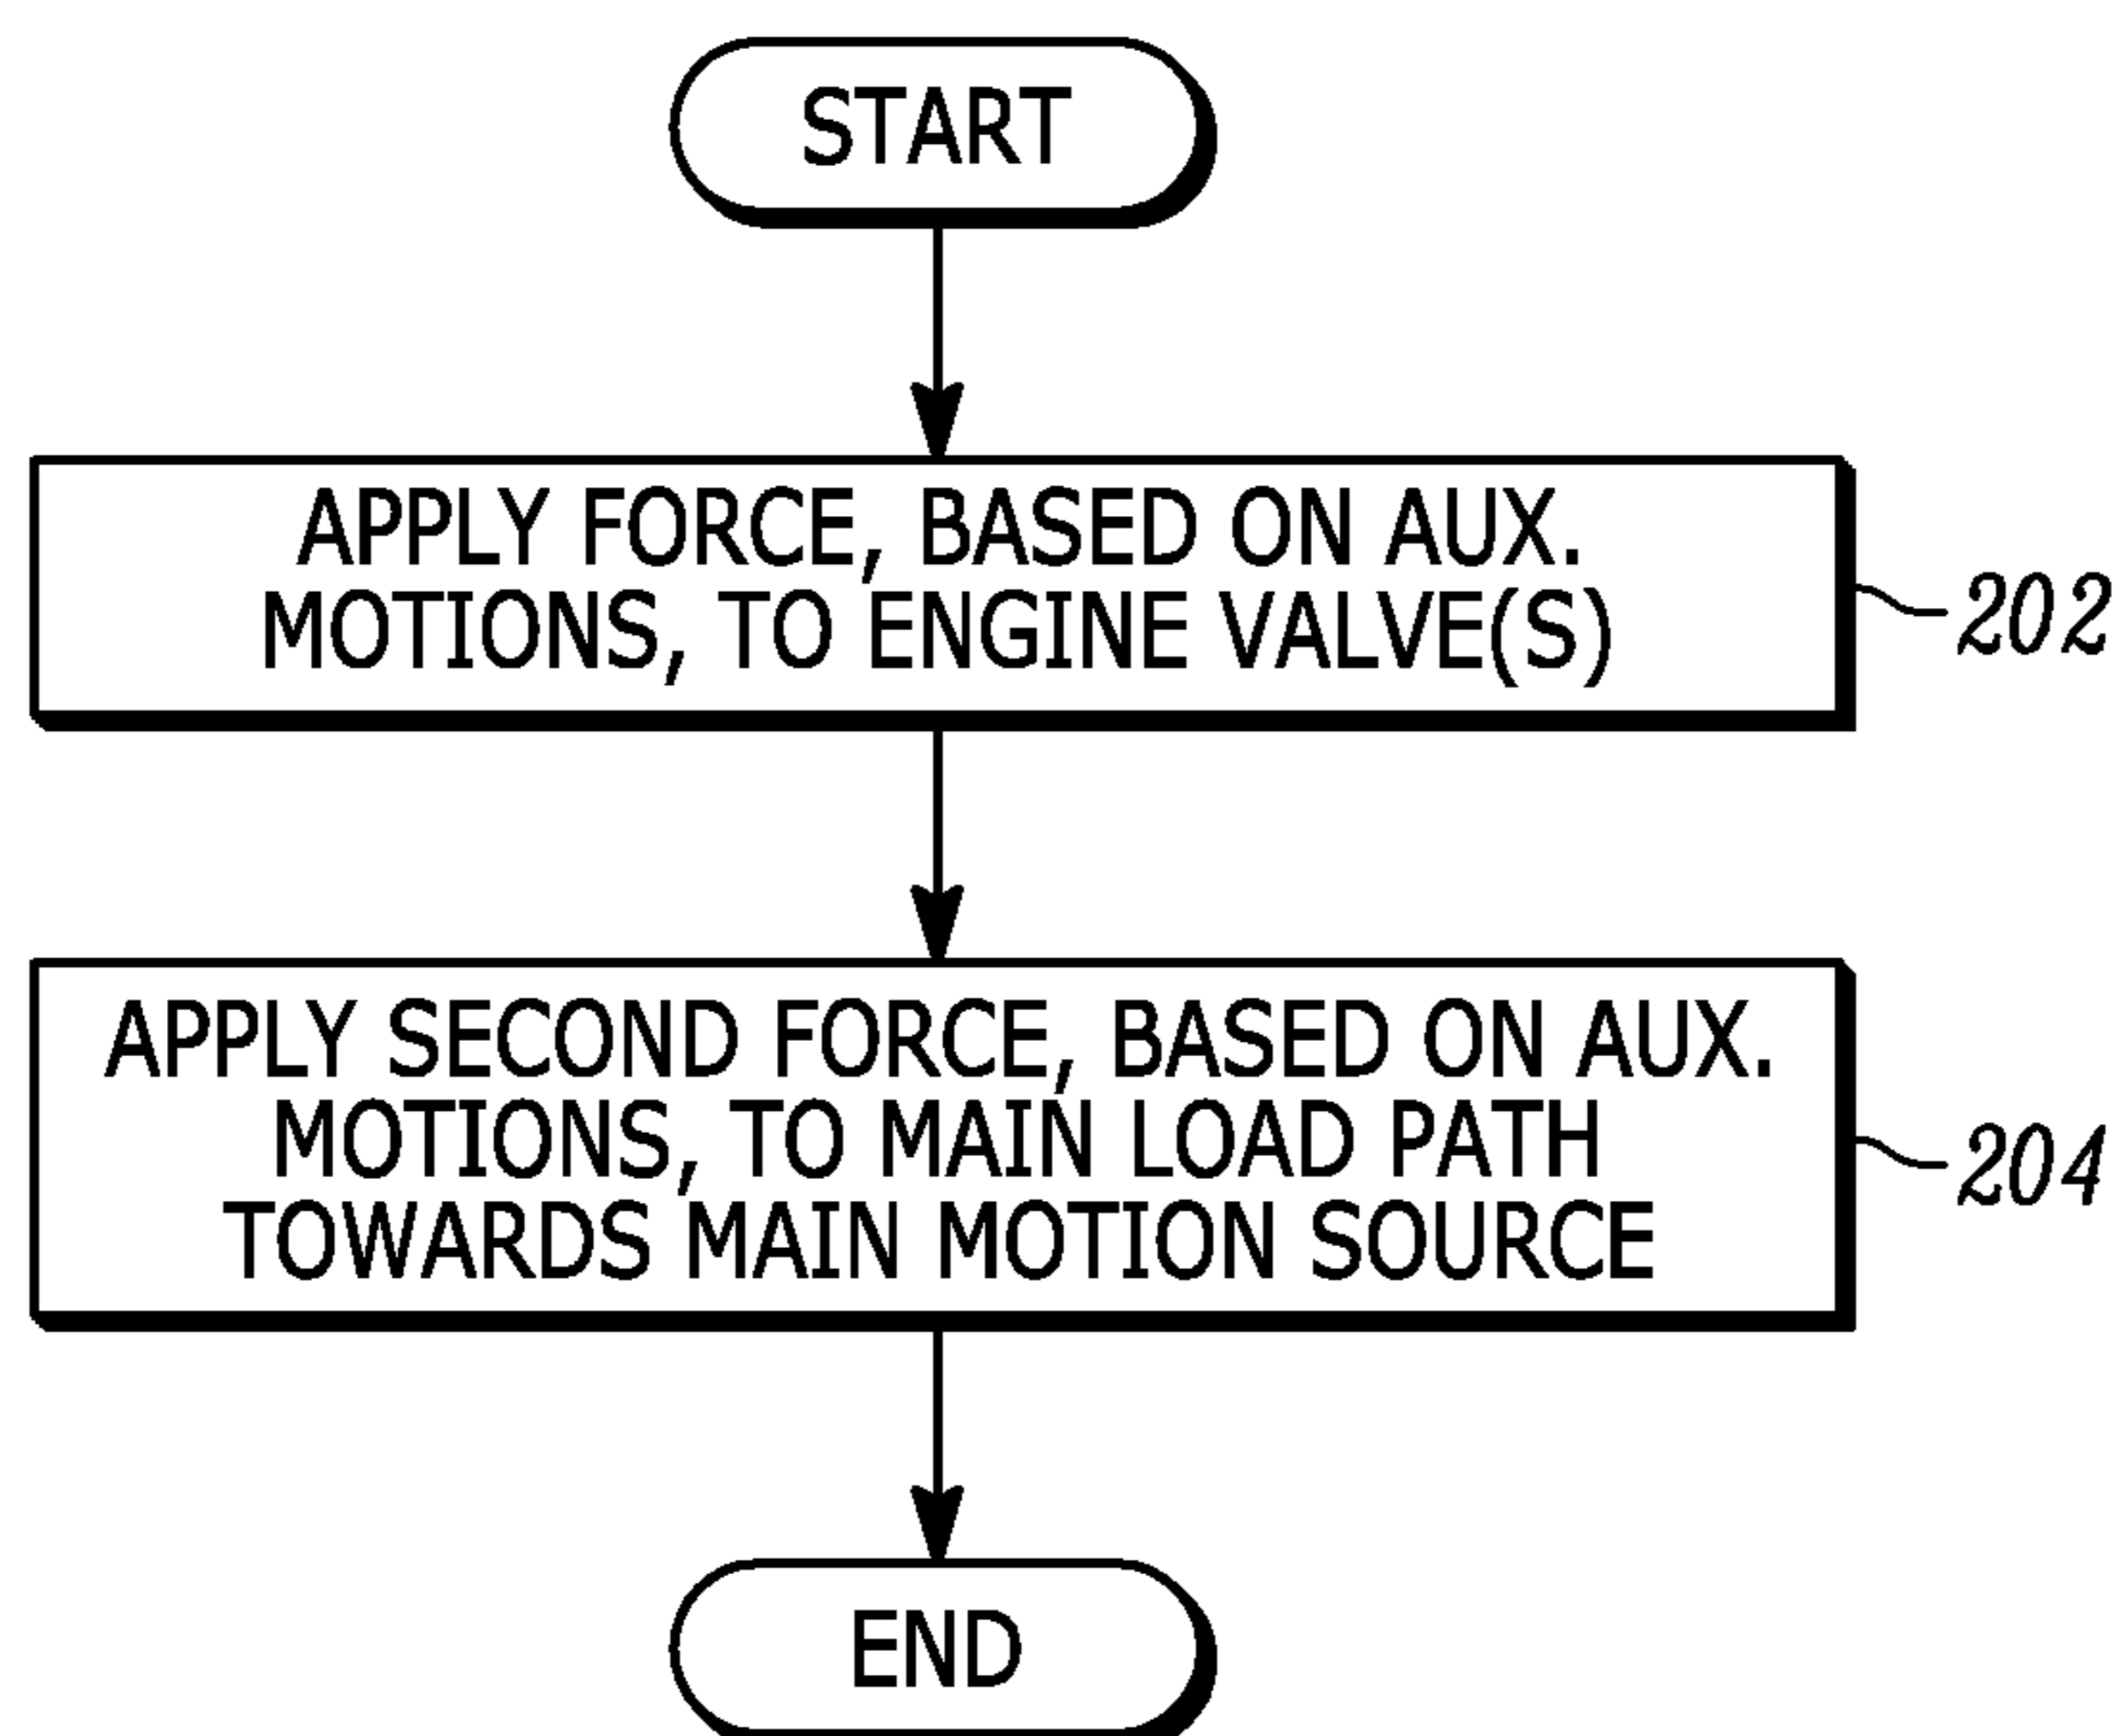 START
APPLY FORCE, BASED ON AUX.
MOTIONS, TO ENGINE VALVE(S)
202
APPLY SECOND FORCE, BASED ON AUX.
MOTIONS, TO MAIN LOAD PATH
TOWARDS MAIN MOTION SOURCE
204
END